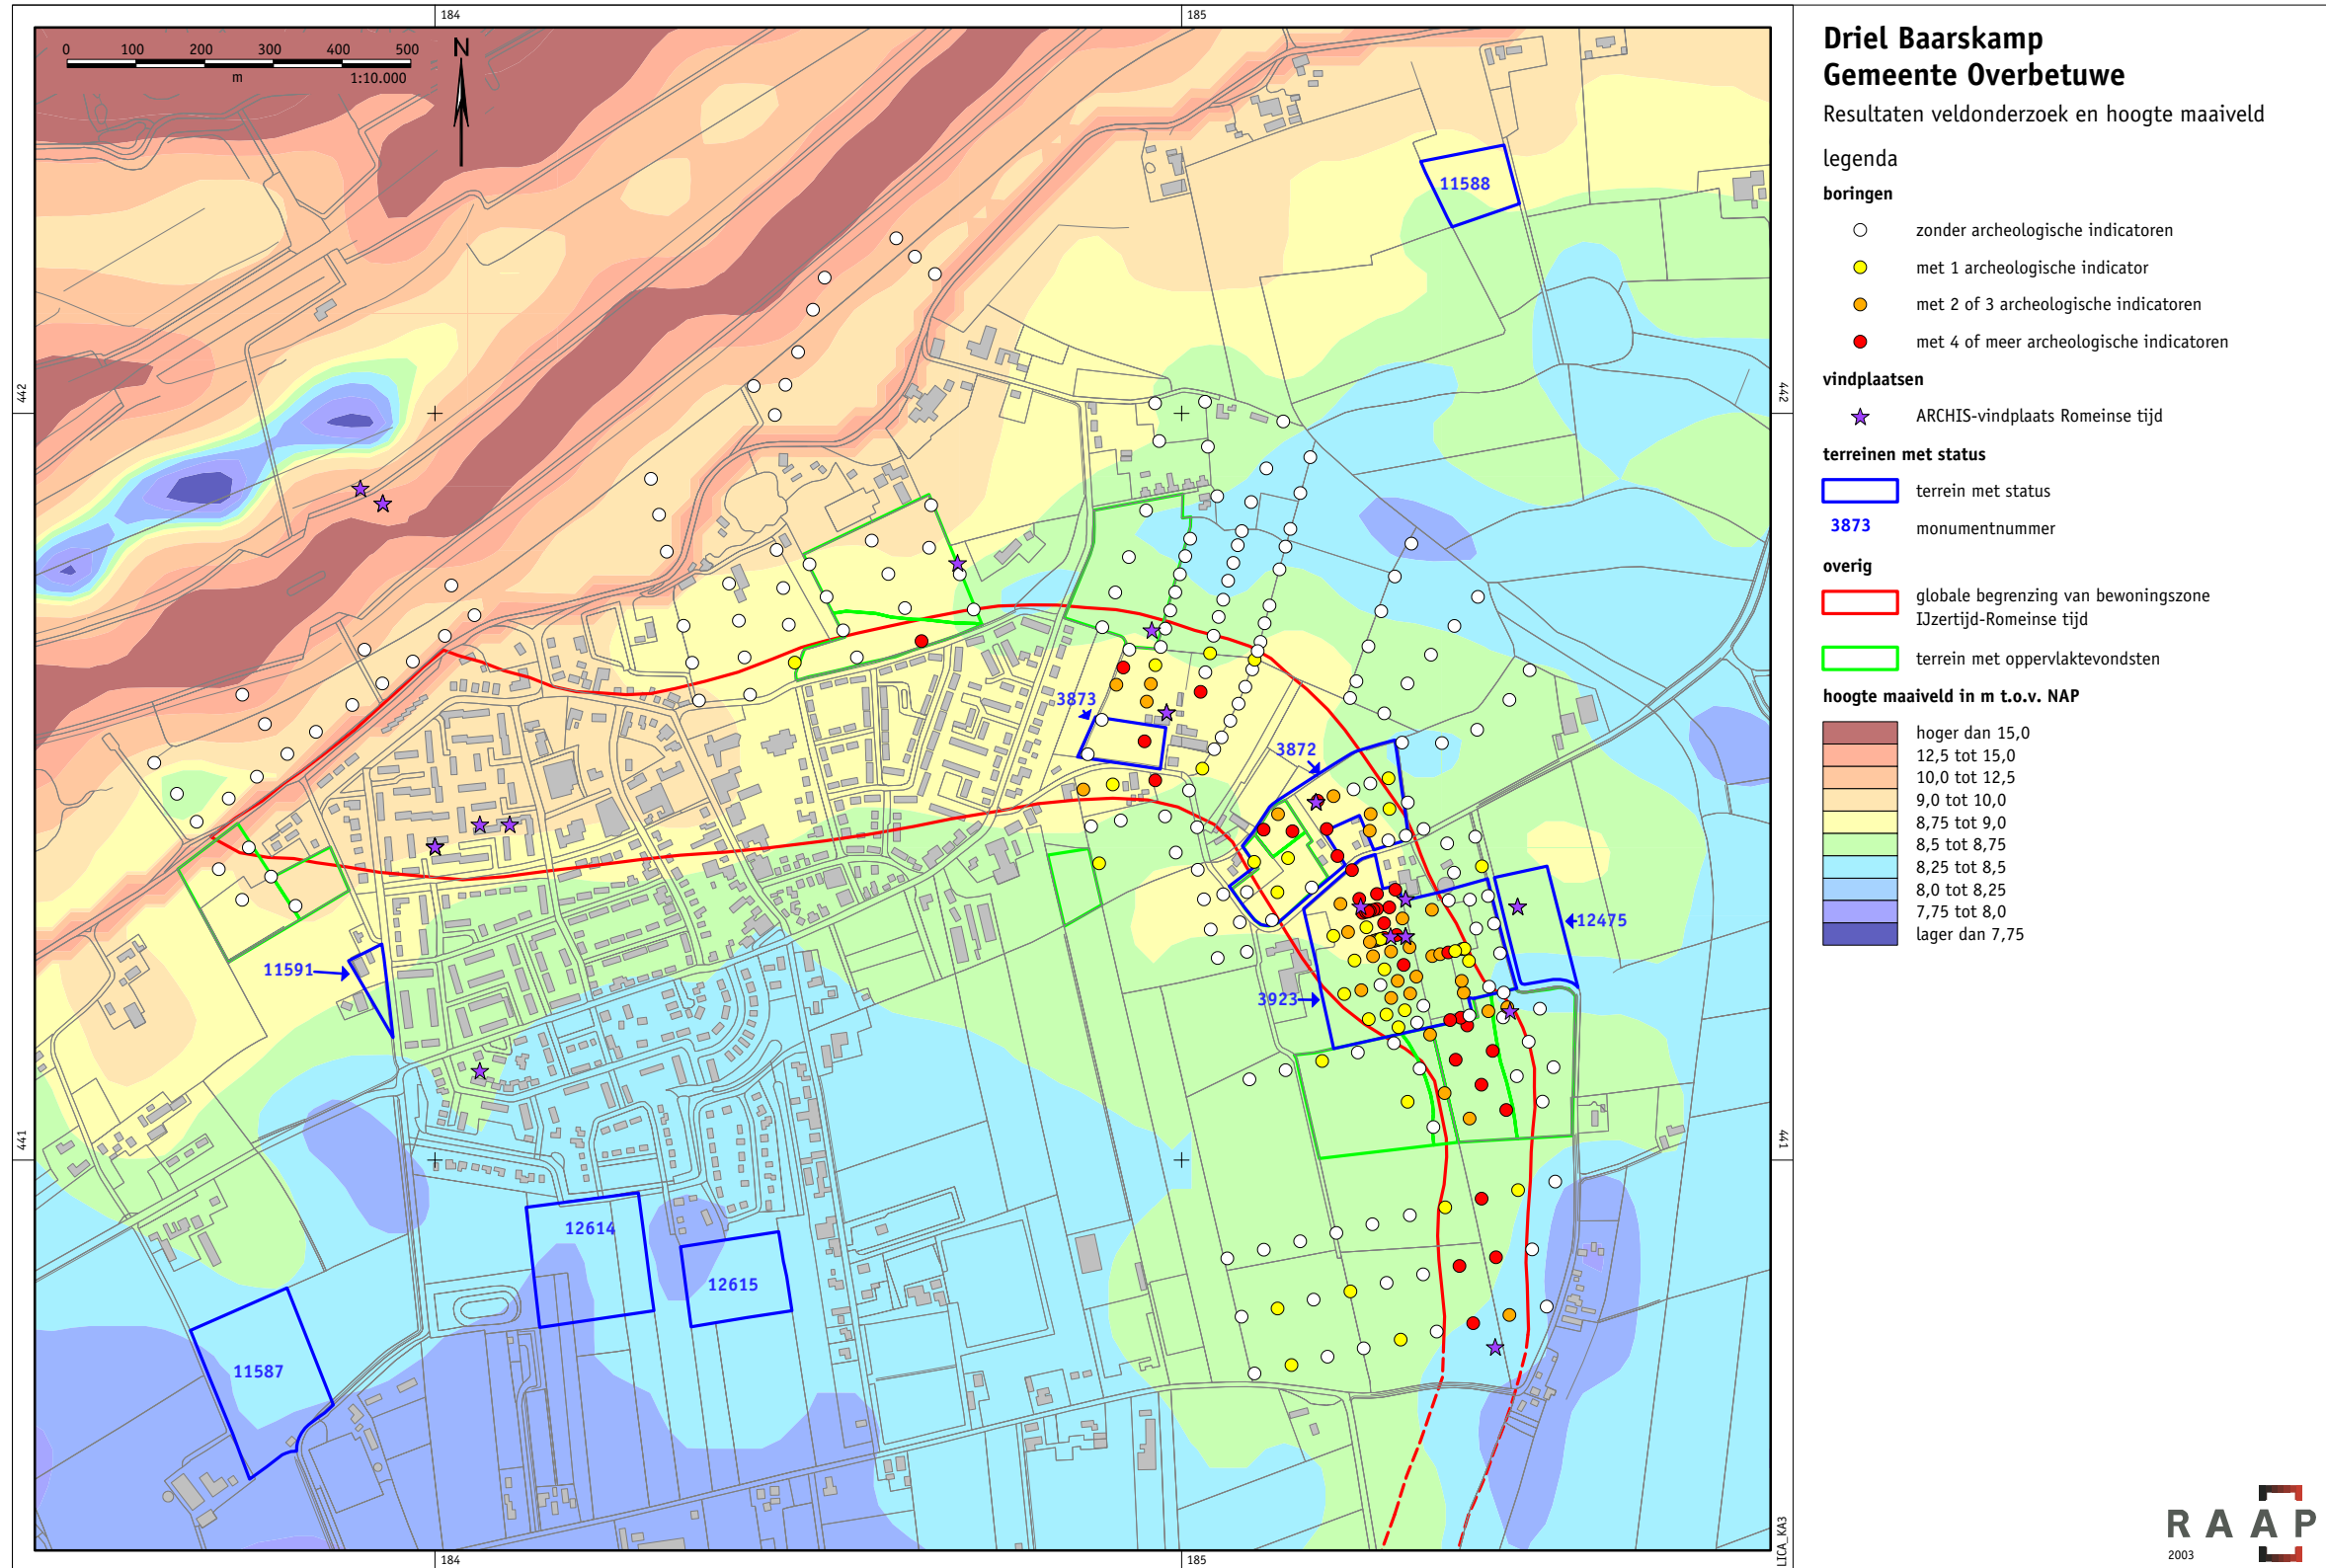 184
185
0 100 200 300 400 500
m 1:10.000
N
442
442
441
441
184
185
11588
3873
3872
12475
3923
11591
12614
12615
11587
LICA_KA3
Driel Baarskamp
Gemeente Overbetuwe
Resultaten veldonderzoek en hoogte maaiveld
legenda
boringen
zonder archeologische indicatoren
met 1 archeologische indicator
met 2 of 3 archeologische indicatoren
met 4 of meer archeologische indicatoren
vindplaatsen
ARCHIS-vindplaats Romeinse tijd
terreinen met status
terrein met status
3873 monumentnummer
overig
globale begrenzing van bewoningszone
IJzertijd-Romeinse tijd
terrein met oppervlaktevondsten
hoogte maaiveld in m t.o.v. NAP
hoger dan 15,0
12,5 tot 15,0
10,0 tot 12,5
9,0 tot 10,0
8,75 tot 9,0
8,5 tot 8,75
8,25 tot 8,5
8,0 tot 8,25
7,75 tot 8,0
lager dan 7,75
RAAP
2003